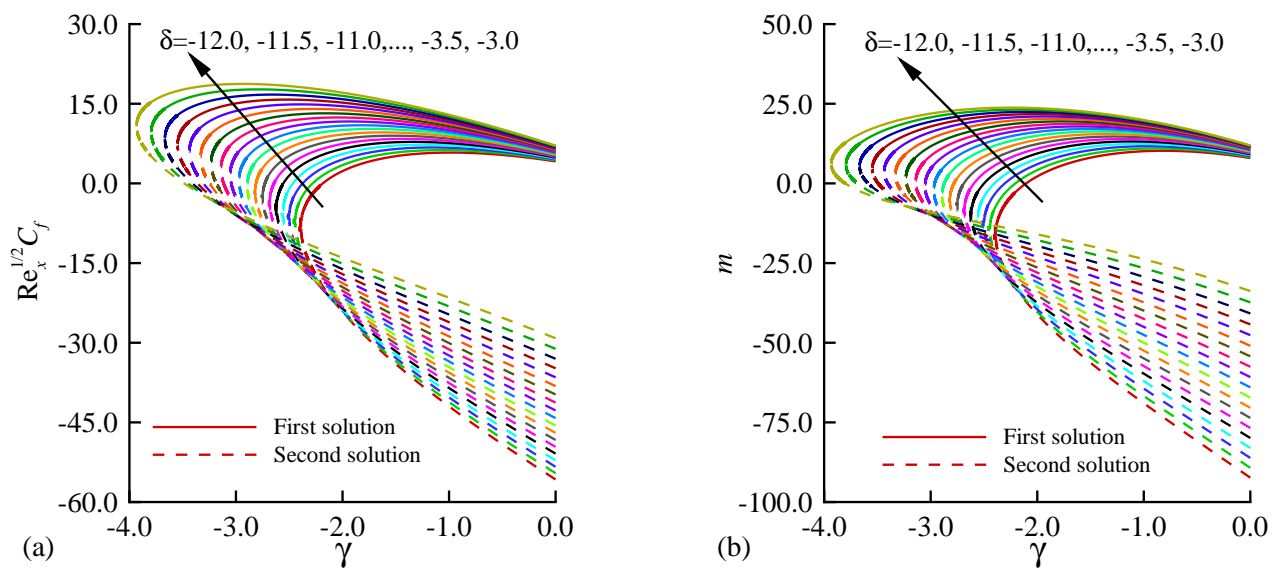 30.0
δ=-12.0, -11.5, -11.0,..., -3.5, -3.0
15.0
0.0
-15.0
-30.0
-45.0
-60.0
Re_x^{1/2} C_f
First solution
Second solution
-4.0 -3.0 -2.0 -1.0 0.0
(a) γ
50.0
δ=-12.0, -11.5, -11.0,..., -3.5, -3.0
25.0
0.0
-25.0
-50.0
-75.0
-100.0
m
First solution
Second solution
-4.0 -3.0 -2.0 -1.0 0.0
(b) γ